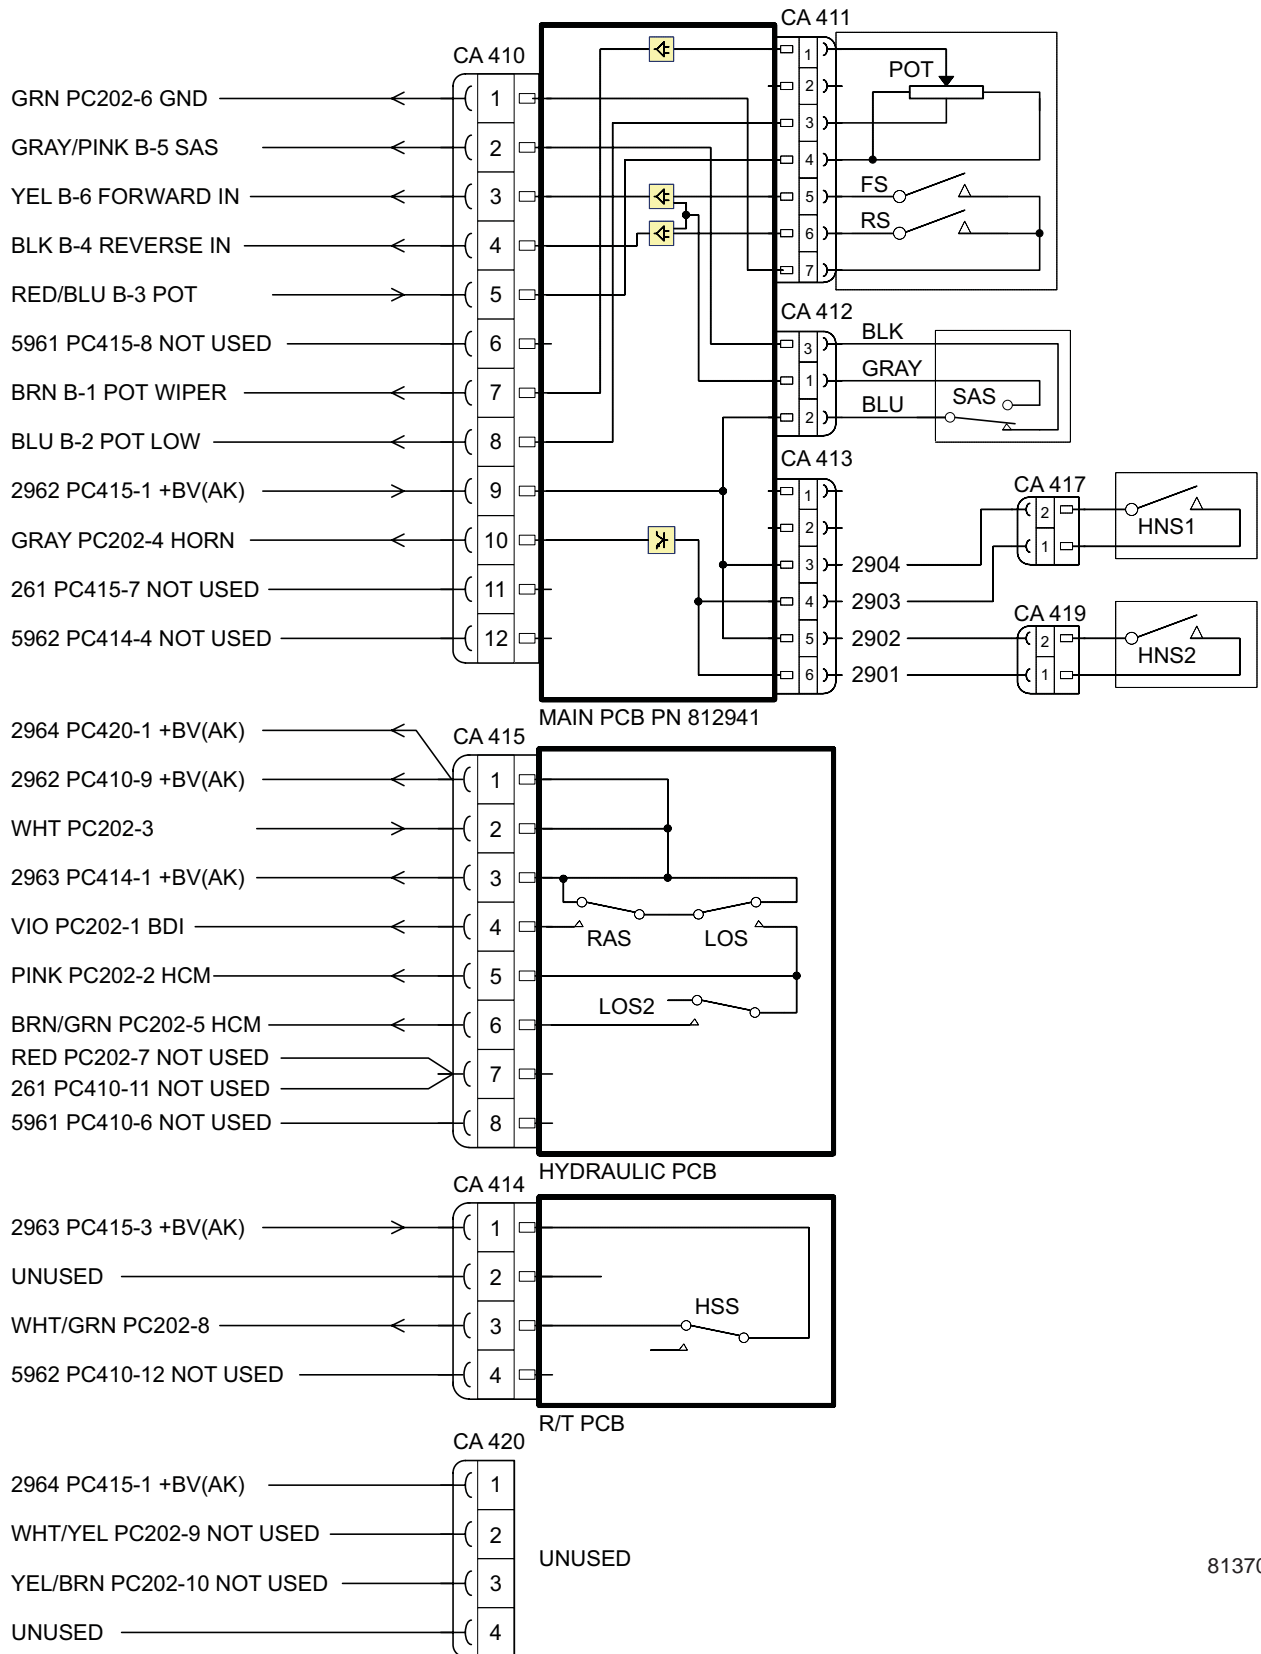 CA 411
CA 410
1
POT
2
GRN PC202-6 GND
1
3
GRAY/PINK B-5 SAS
2
4
YEL B-6 FORWARD IN
3
5
FS
BLK B-4 REVERSE IN
4
6
RS
7
RED/BLU B-3 POT
5
CA 412
5961 PC415-8 NOT USED
6
3
BLK
BRN B-1 POT WIPER
7
1
GRAY
SAS
BLU B-2 POT LOW
8
2
BLU
CA 413
2962 PC415-1 +BV(AK)
9
1
CA 417
GRAY PC202-4 HORN
10
2
2
HNS1
261 PC415-7 NOT USED
11
3
2904
1
4
2903
CA 419
5962 PC414-4 NOT USED
12
5
2902
2
HNS2
6
2901
1
MAIN PCB PN 812941
2964 PC420-1 +BV(AK)
CA 415
2962 PC410-9 +BV(AK)
1
WHT PC202-3
2
2963 PC414-1 +BV(AK)
3
VIO PC202-1 BDI
4
RAS
LOS
PINK PC202-2 HCM
5
LOS2
BRN/GRN PC202-5 HCM
6
RED PC202-7 NOT USED
7
261 PC410-11 NOT USED
5961 PC410-6 NOT USED
8
HYDRAULIC PCB
CA 414
2963 PC415-3 +BV(AK)
1
UNUSED
2
HSS
WHT/GRN PC202-8
3
5962 PC410-12 NOT USED
4
R/T PCB
CA 420
2964 PC415-1 +BV(AK)
1
WHT/YEL PC202-9 NOT USED
2
UNUSED
YEL/BRN PC202-10 NOT USED
3
UNUSED
4